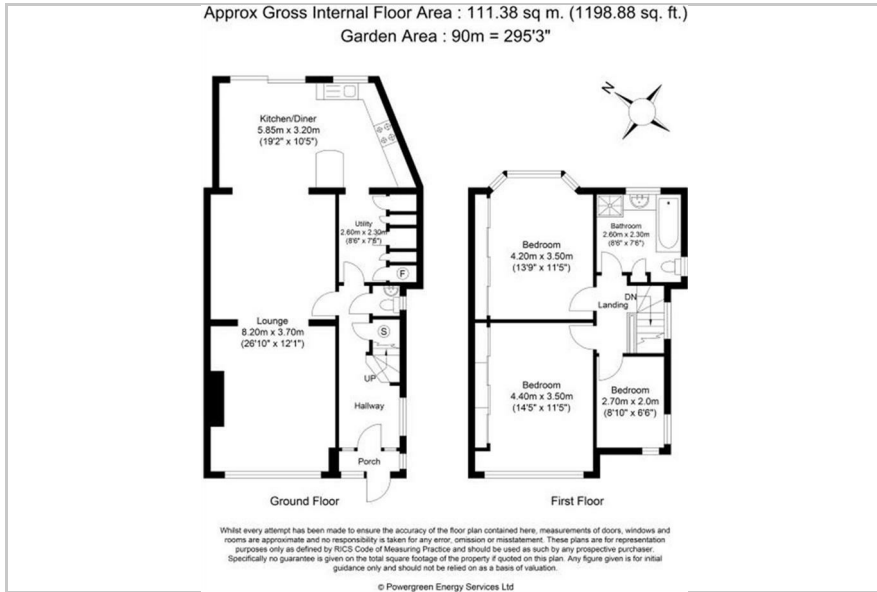 Approx Gross Internal Floor Area : 111.38 sq m. (1198.88 sq. ft.)
Garden Area : 90m = 295'3"
N
Kitchen/Diner
5.85m x 3.20m
(19'2" x 10'5")
Utility
2.60m x 2.30m
(8'6" x 7'6")
F
Lounge
8.20m x 3.70m
(26'10" x 12'1")
S
UP
Hallway
Porch
Ground Floor
Bedroom
4.20m x 3.50m
(13'9" x 11'5")
Bathroom
2.60m x 2.30m
(8'6" x 7'6")
DN
Landing
Bedroom
4.40m x 3.50m
(14'5" x 11'5")
Bedroom
2.70m x 2.0m
(8'10" x 6'6")
First Floor
Whilst every attempt has been made to ensure the accuracy of the floor plan contained here, measurements of doors, windows and
rooms are approximate and no responsibility is taken for any error, omission or misstatement. These plans are for representation
purposes only as defined by RICS Code of Measuring Practice and should be used as such by any prospective purchaser.
Specifically no guarantee is given on the total square footage of the property if quoted on this plan. Any figure given is for initial
guidance only and should not be relied on as a basis of valuation.
© Powergreen Energy Services Ltd